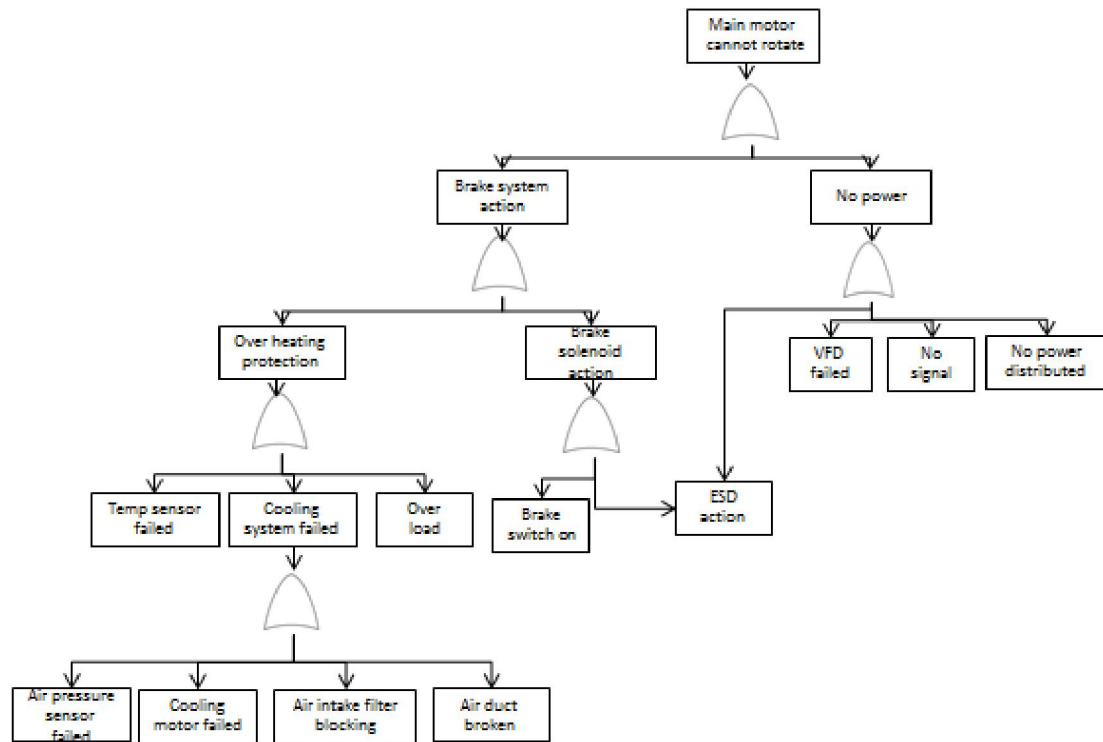 Main motor
cannot rotate
Brake system
action
No power
Over heating
protection
Brake
solenoid
action
VFD
failed
No
signal
No power
distributed
Temp sensor
failed
Cooling
system failed
Over
load
Brake
switch on
ESD
action
Air pressure
sensor
failed
Cooling
motor failed
Air intake filter
blocking
Air duct
broken